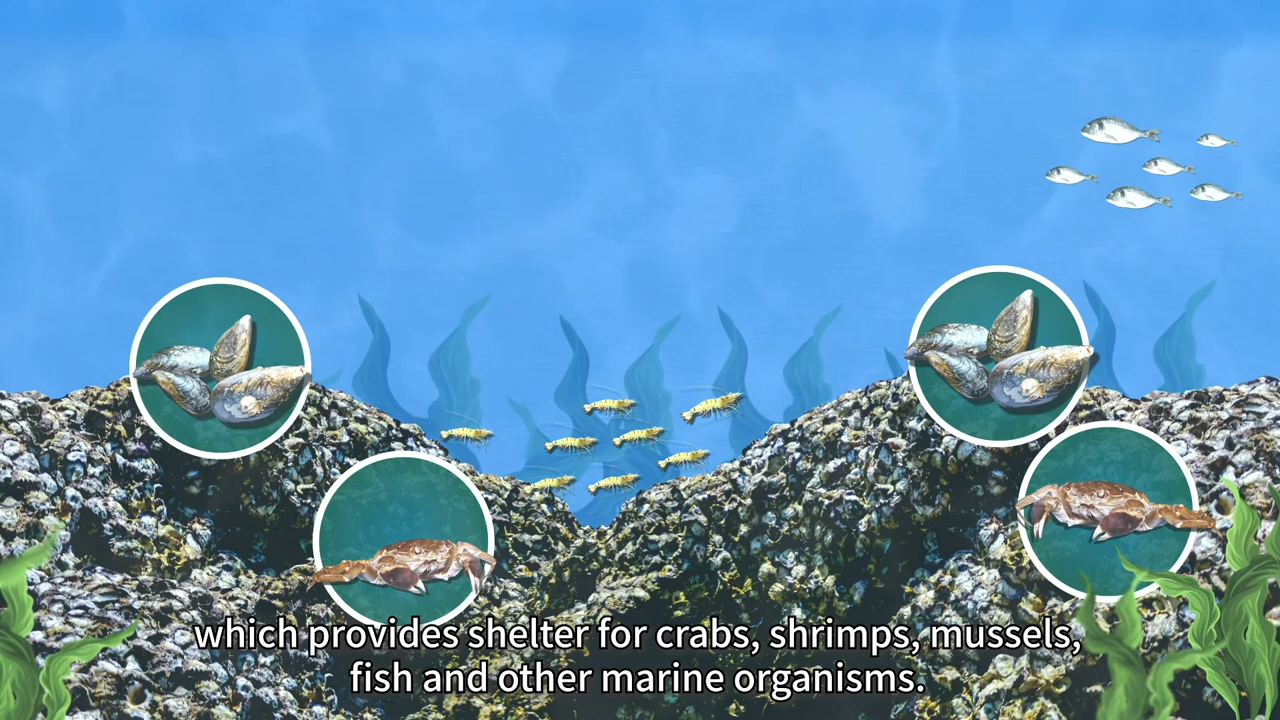 which provides shelter for crabs, shrimps, mussels,
fish and other marine organisms.